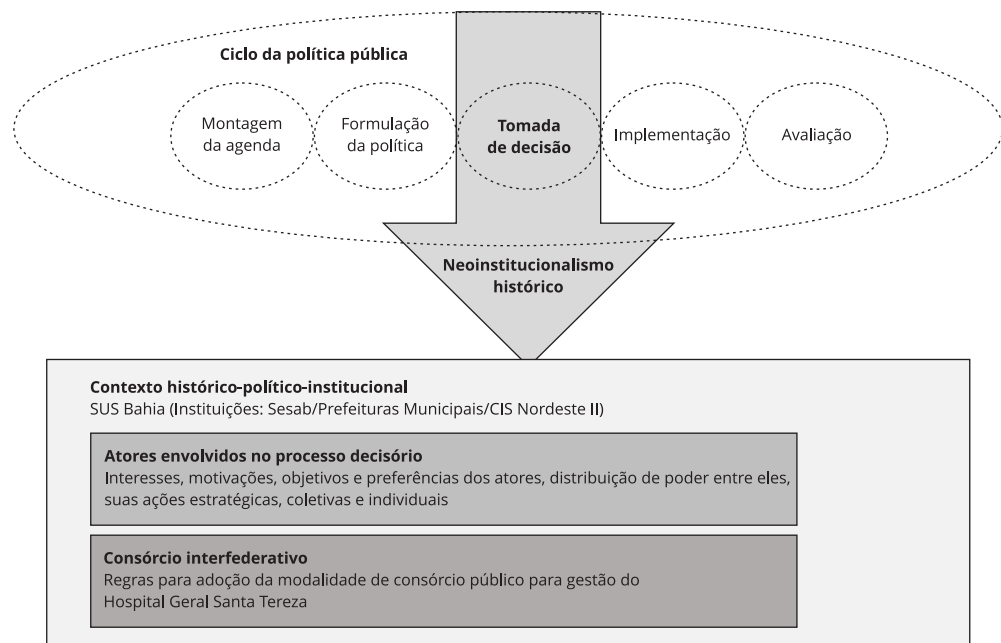 Ciclo da política pública
Montagem
da agenda
Formulação
da política
Tomada
de decisão
Implementação
Avaliação
Neoinstitucionalismo
histórico
Contexto histórico-político-institucional
SUS Bahia (Instituições: Sesab/Prefeituras Municipais/CIS Nordeste II)
Atores envolvidos no processo decisório
Interesses, motivações, objetivos e preferências dos atores, distribuição de poder entre eles,
suas ações estratégicas, coletivas e individuais
Consórcio interfederativo
Regras para adoção da modalidade de consórcio público para gestão do
Hospital Geral Santa Tereza